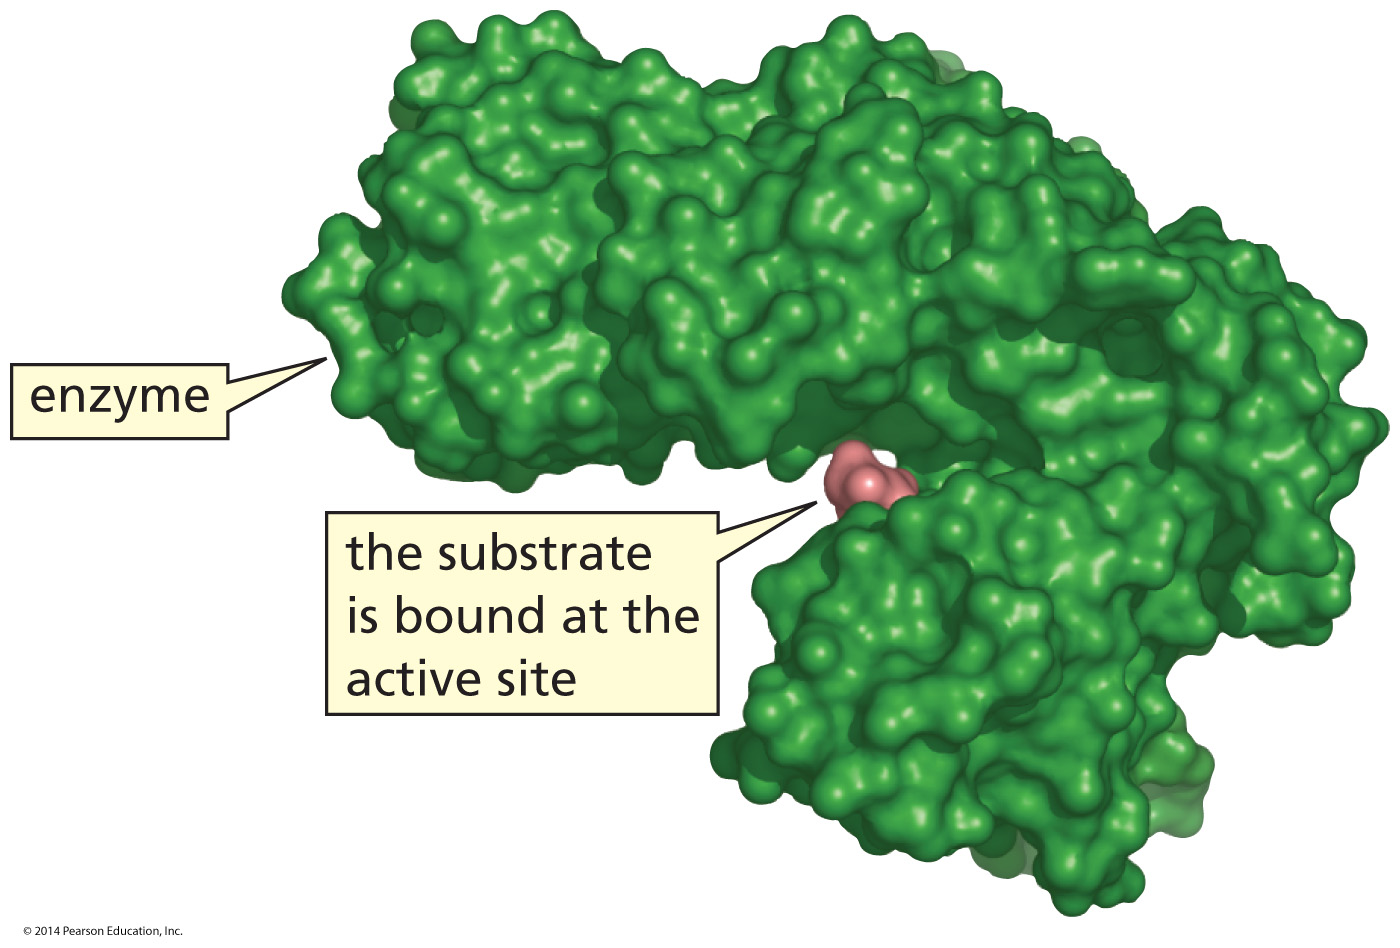 enzyme
the substrate
is bound at the
active site
© 2014 Pearson Education, Inc.